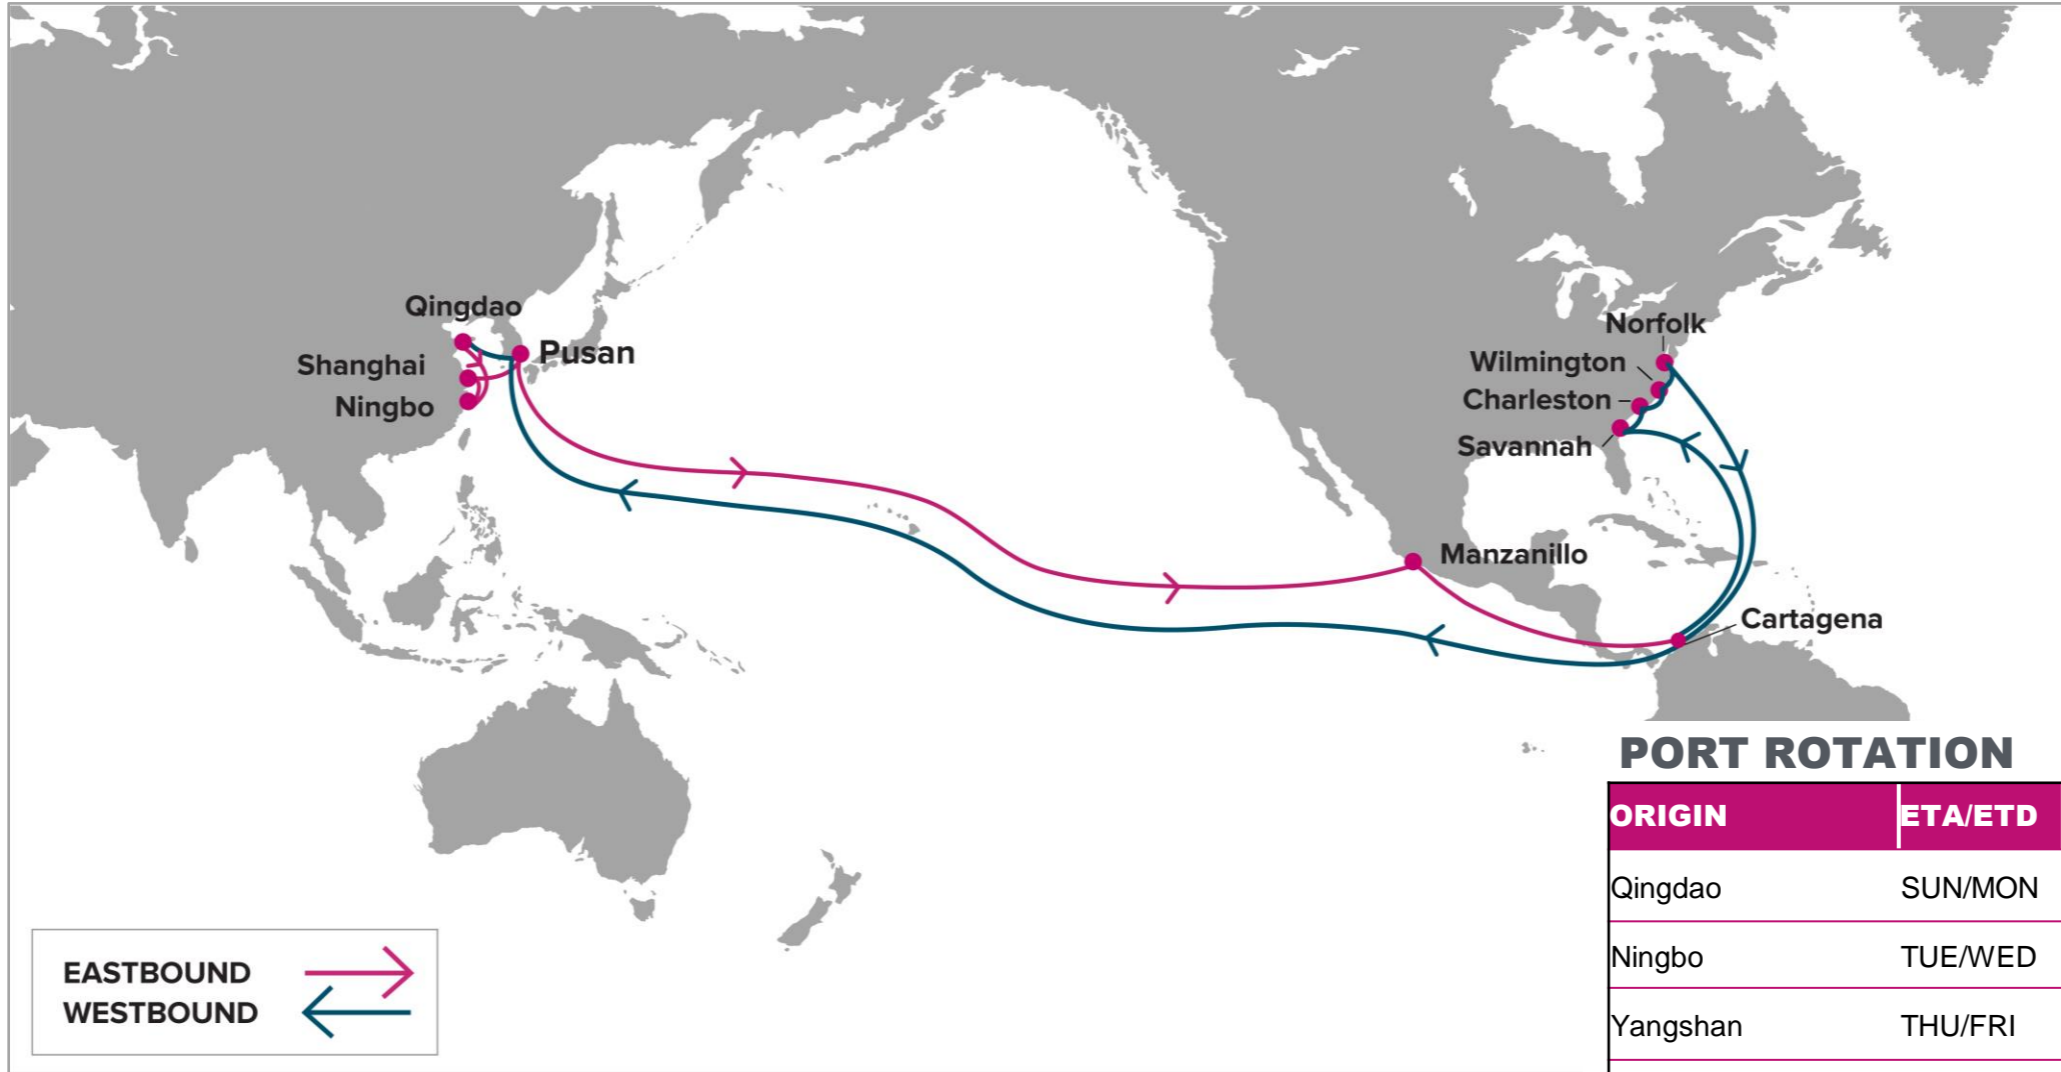 Qingdao
Pusan
Shanghai
Ningbo
Norfolk
Wilmington
Charleston
Savannah
Manzanillo
Cartagena
EASTBOUND
WESTBOUND
PORT ROTATION
ORIGIN ETA/ETD
Qingdao SUN/MON
Ningbo TUE/WED
Yangshan THU/FRI